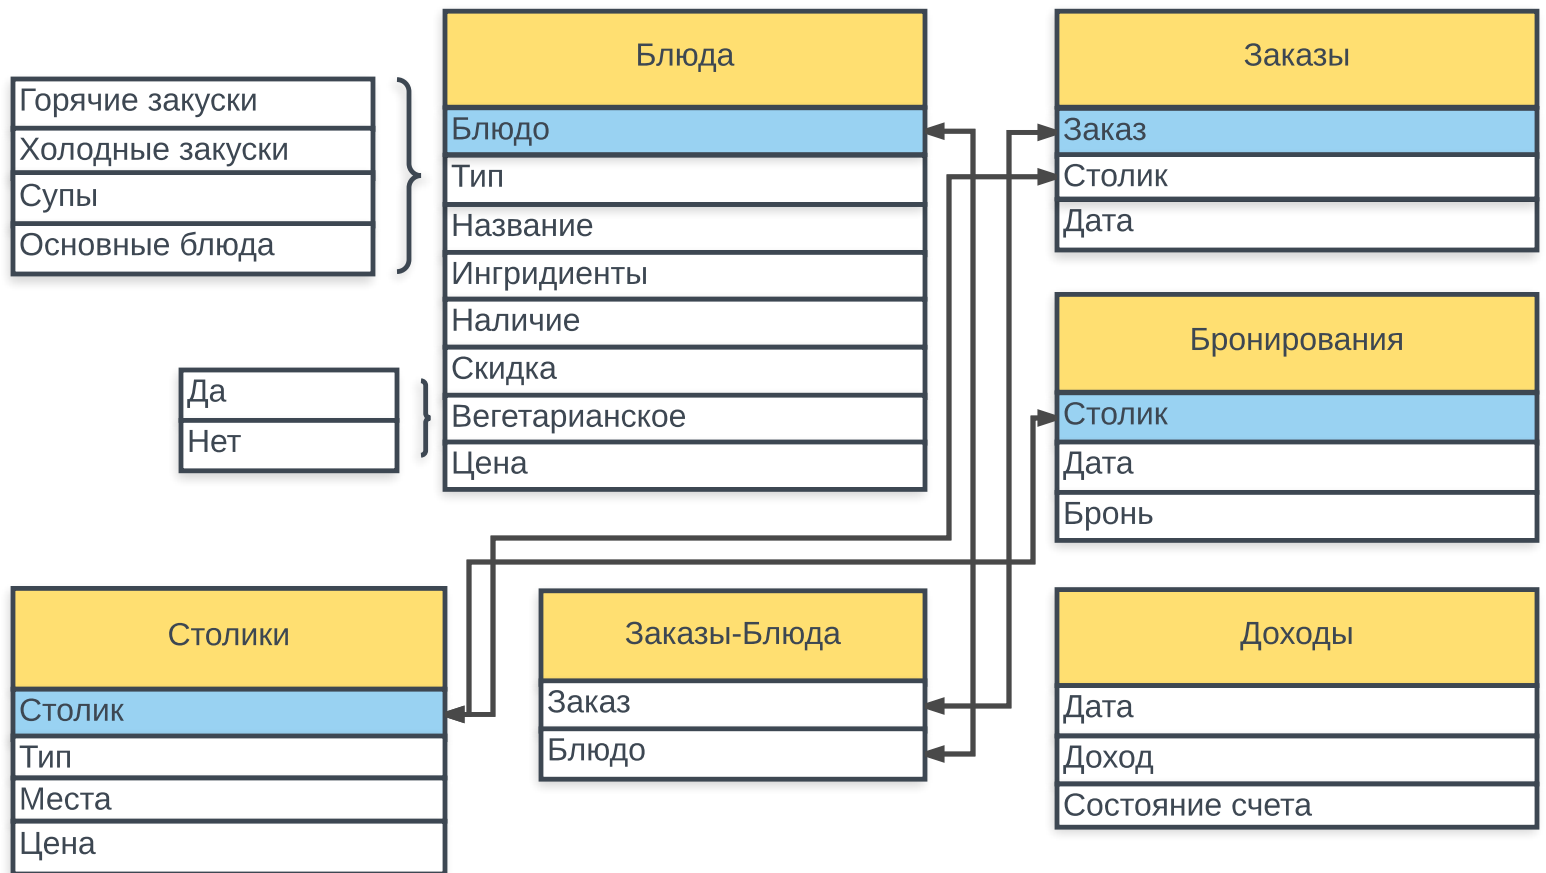 Горячие закуски
Холодные закуски
Супы
Основные блюда
Да
Нет
Блюда
Блюдо
Тип
Название
Ингридиенты
Наличие
Скидка
Вегетарианское
Цена
Заказы
Заказ
Столик
Дата
Бронирования
Столик
Дата
Бронь
Столики
Столик
Тип
Места
Цена
Заказы-Блюда
Заказ
Блюдо
Доходы
Дата
Доход
Состояние счета